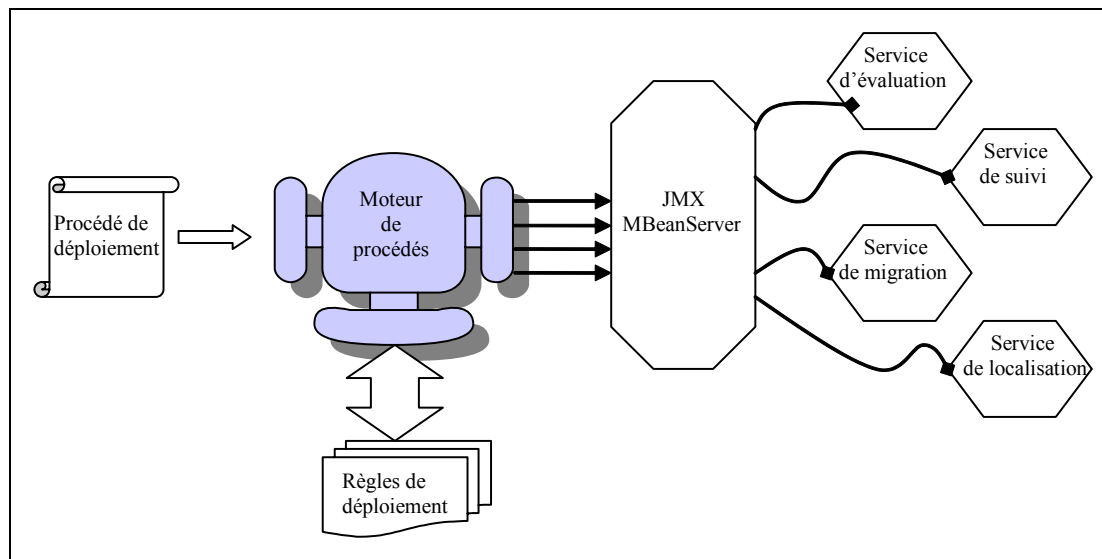 Procédé de
déploiement
Moteur
de
procédés
Règles de
déploiement
JMX
MBeanServer
Service
d’évaluation
Service
de suivi
Service
de migration
Service
de localisation